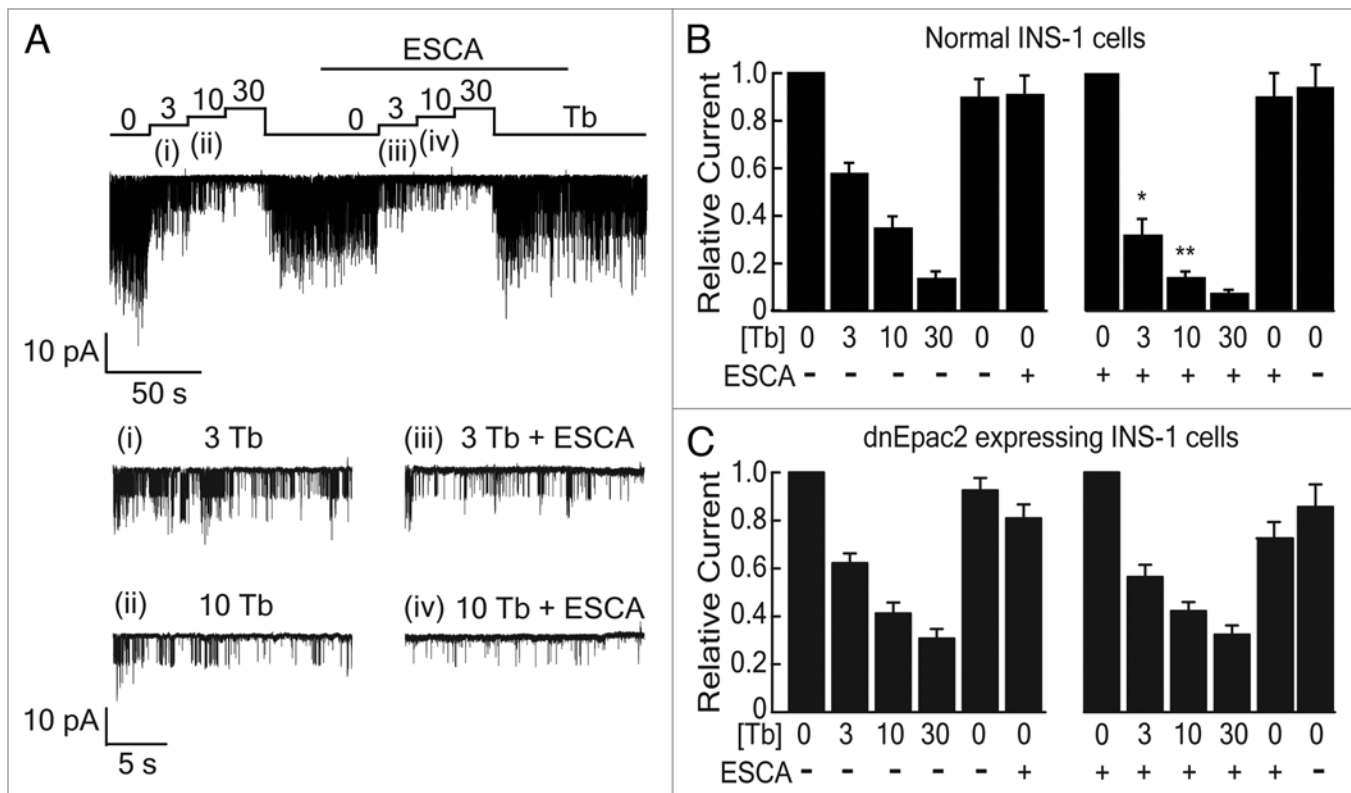 A
ESCA
0 3 10 30 0 3 10 30 Tb
(i) (ii) (iii) (iv)
10 pA
50 s
(i) 3 Tb
(iii) 3 Tb + ESCA
(ii) 10 Tb
(iv) 10 Tb + ESCA
10 pA
5 s
B
Normal INS-1 cells
Relative Current
1.0
0.8
0.6
0.4
0.2
0
* **
[Tb] 0 3 10 30 0 0 0 3 10 30 0 0
ESCA - - - - - + + + + + + -
C
dnEpac2 expressing INS-1 cells
Relative Current
1.0
0.8
0.6
0.4
0.2
0
[Tb] 0 3 10 30 0 0 0 3 10 30 0 0
ESCA - - - - - + + + + + + -